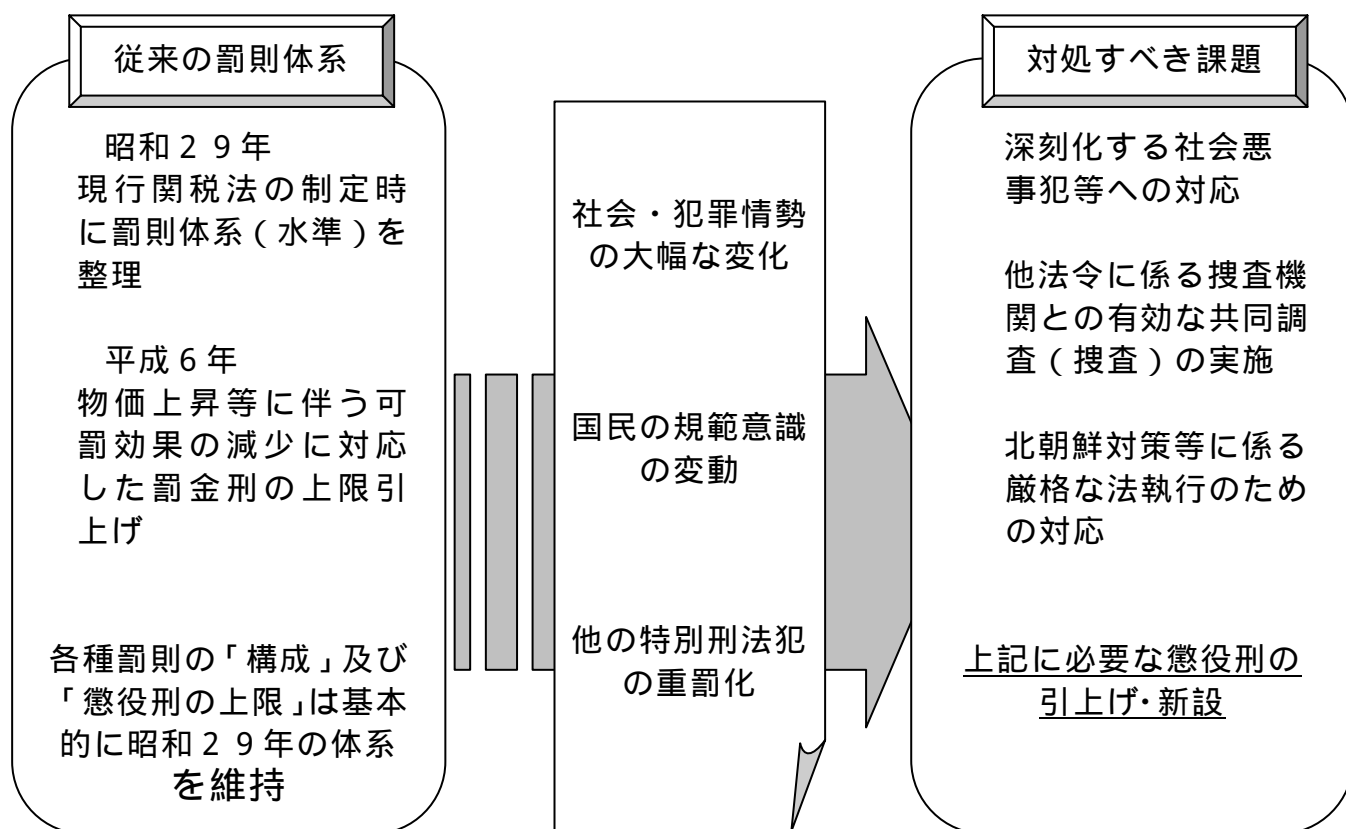 従来の罰則体系
昭和２９年
現行関税法の制定時
に罰則体系（水準）を
整理
平成６年
物価上昇等に伴う可
罰効果の減少に対応
した罰金刑の上限引
上げ
各種罰則の「構成」及び
「懲役刑の上限」は基本
的に昭和２９年の体系
を維持
社会・犯罪情勢
の大幅な変化
国民の規範意識
の変動
他の特別刑法犯
の重罰化
対処すべき課題
深刻化する社会悪
事犯等への対応
他法令に係る捜査機
関との有効な共同調
査（捜査）の実施
北朝鮮対策等に係る
厳格な法執行のため
の対応
上記に必要な懲役刑の
引上げ・新設